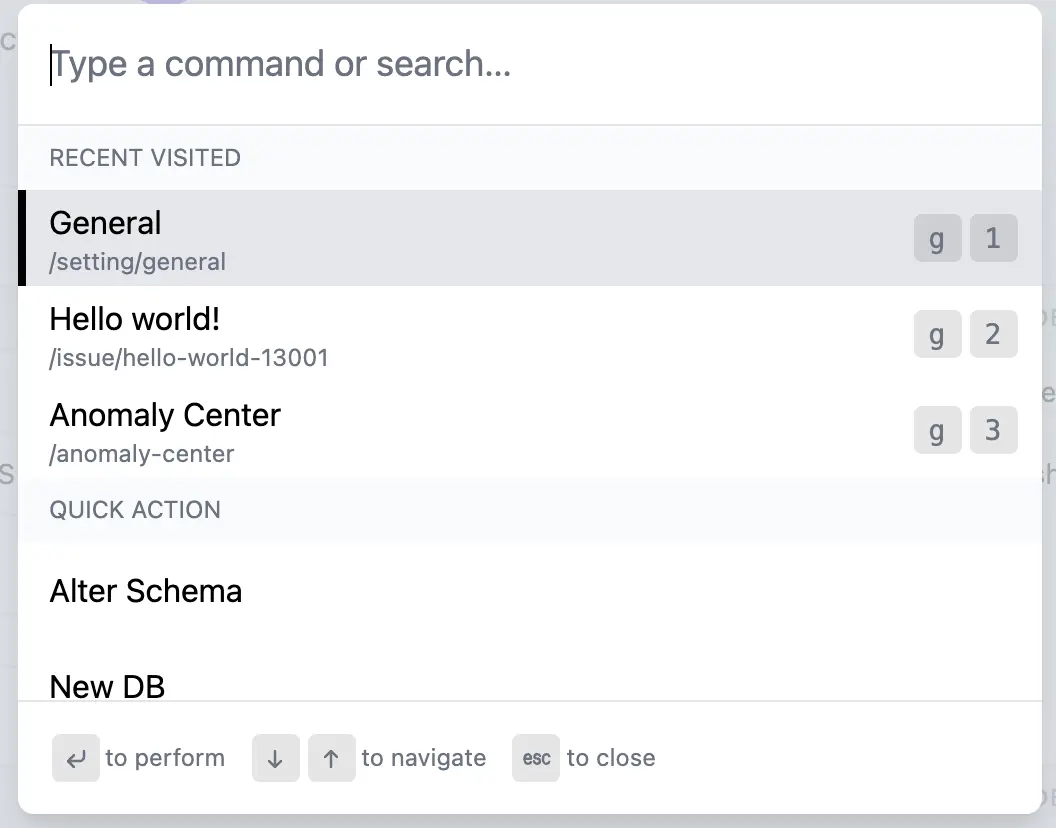 Type a command or search...
RECENT VISITED
General
/setting/general
g 1
Hello world!
/issue/hello-world-13001
g 2
Anomaly Center
/anomaly-center
g 3
QUICK ACTION
Alter Schema
New DB
↵ to perform ↓ ↑ to navigate esc to close